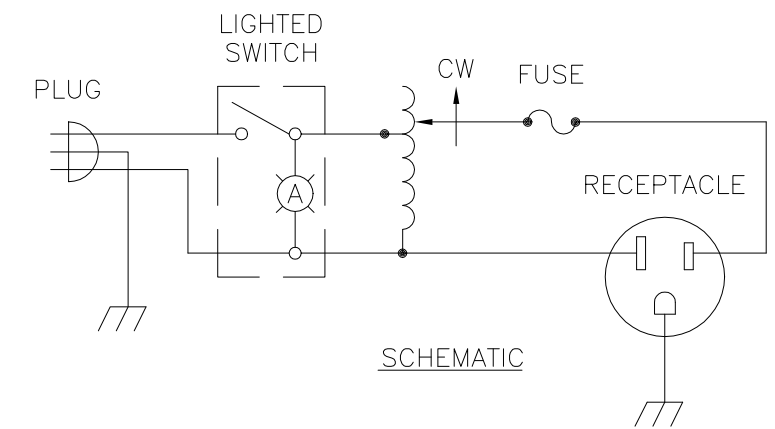 LIGHTED
SWITCH
PLUG
CW
FUSE
A
RECEPTACLE
SCHEMATIC